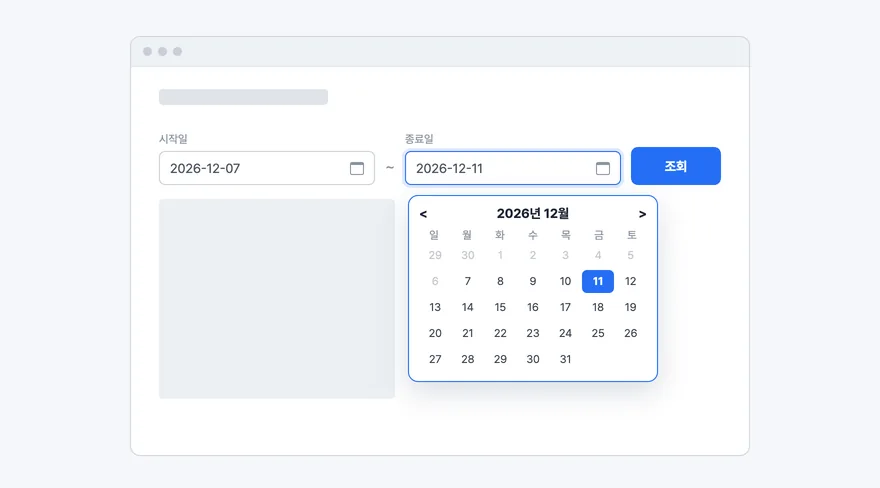 시작일
종료일
2026-12-07 ~ 2026-12-11 조회
< 2026년 12월 >
일 월 화 수 목 금 토
29 30 1 2 3 4 5
6 7 8 9 10 11 12
13 14 15 16 17 18 19
20 21 22 23 24 25 26
27 28 29 30 31